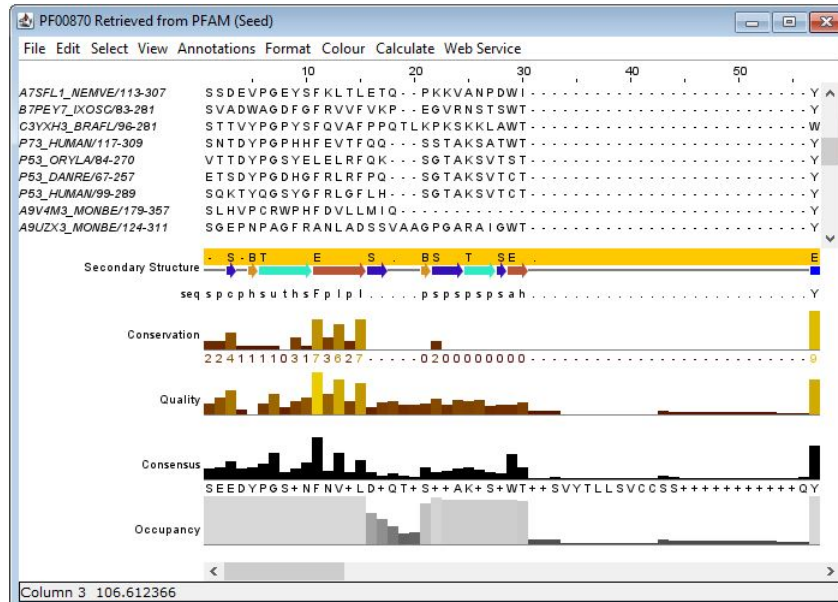 PF00870 Retrieved from PFAM (Seed)
File Edit Select View Annotations Format Colour Calculate Web Service
10 20 30 40 50
A7SFL1_NEMVE/113-307 SSDEVPGEYSFKLTLETQ--PKKVANPDWI..........................Y
B7PEY7_IXOSC/83-281 SVADWAGDFGFRVVFVKP--EGVRNSTSWT..........................Y
C3YXH3_BRAFL/96-281 STTVYPGPYSFQVAFPPQTLKPKSKKLAWT..........................W
P73_HUMAN/117-309 SNTDYPGPHHFEVTFQQ---SSTAKSATWT..........................Y
P53_ORYLA/84-270 VTTDYPGSYELELRFQK---SGTAKSVTST..........................Y
P53_DANRE/67-257 ETSDYPGDHGFRLRFPQ---SGTAKSVTCT..........................Y
P53_HUMAN/99-289 SQKTYQGSYGFRLGFLH---SGTAKSVTCT..........................Y
A9V4M3_MONBE/179-357 SLHVPCRWPHFDVLLMIQ......................................Y
A9UZX3_MONBE/124-311 SGEPNPAGFRANLADSSVAAGPGARAIGWT..........................Y
- S - B T E S . B S T S E . E
Secondary Structure
seq spcphsuthsFplpl.....pspspspsah..........................Y
Conservation
224111103173627-----0200000000--------------------------9
Quality
Consensus
SEEDYPGS+NFNV+LD+QT+S++AK+S+WT++SVYTLLSVCCSS++++++++++QY
Occupancy
Column 3 106.612366